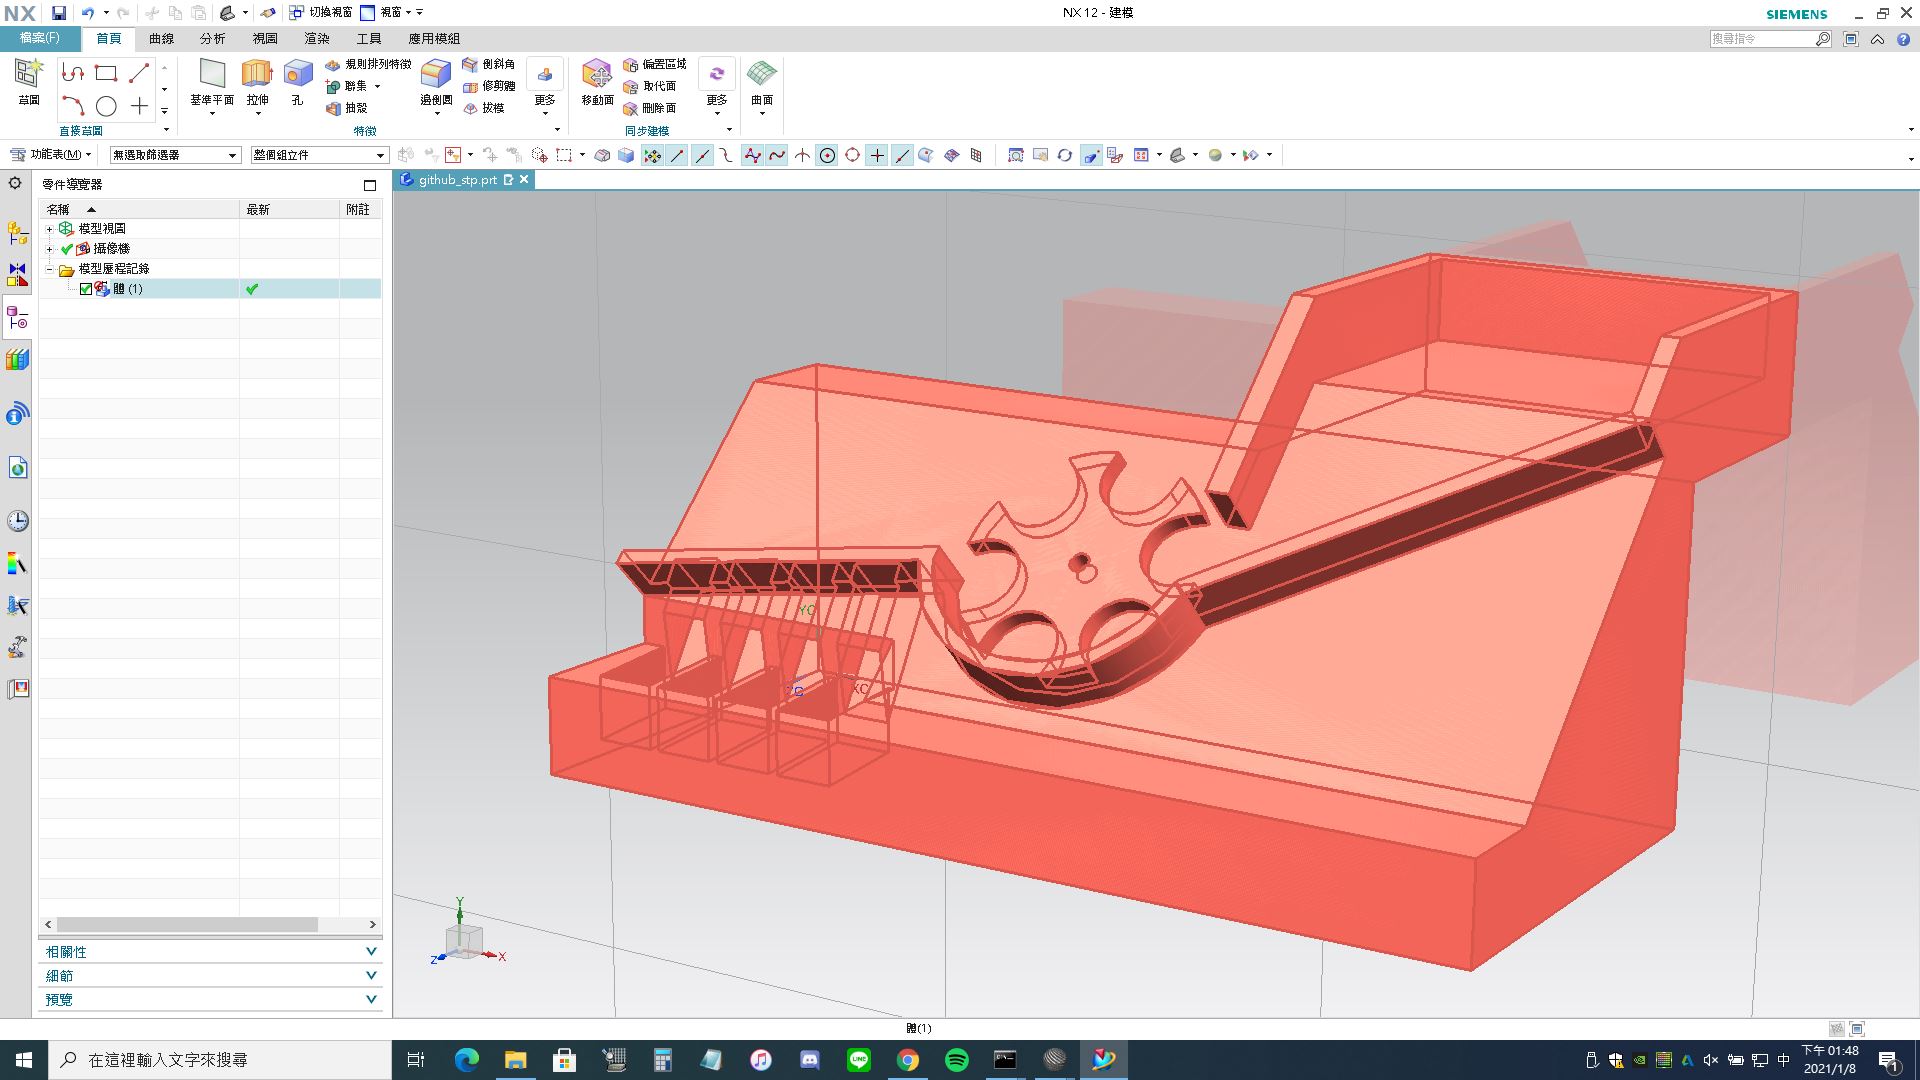 NX
切換視窗
視窗
NX 12 - 建模
SIEMENS
檔案(F)
首頁
曲線
分析
視圖
渲染
工具
應用模組
搜尋指令
草圖
直接草圖
基準平面
拉伸
孔
規則排列特徵
聯集
抽殼
邊倒圓
倒斜角
修剪體
拔模
更多
特徵
移動面
偏置區域
取代面
刪除面
更多
同步建模
曲面
功能表(M)
無選取篩選器
整個組立件
零件導覽器
github_stp.prt
名稱
最新
附註
模型視圖
攝像機
模型歷程記錄
體 (1)
YC
ZC
XC
Y
Z
X
相關性
細節
預覽
體(1)
在這裡輸入文字來搜尋
LINE
中
下午 01:48
2021/1/8
1